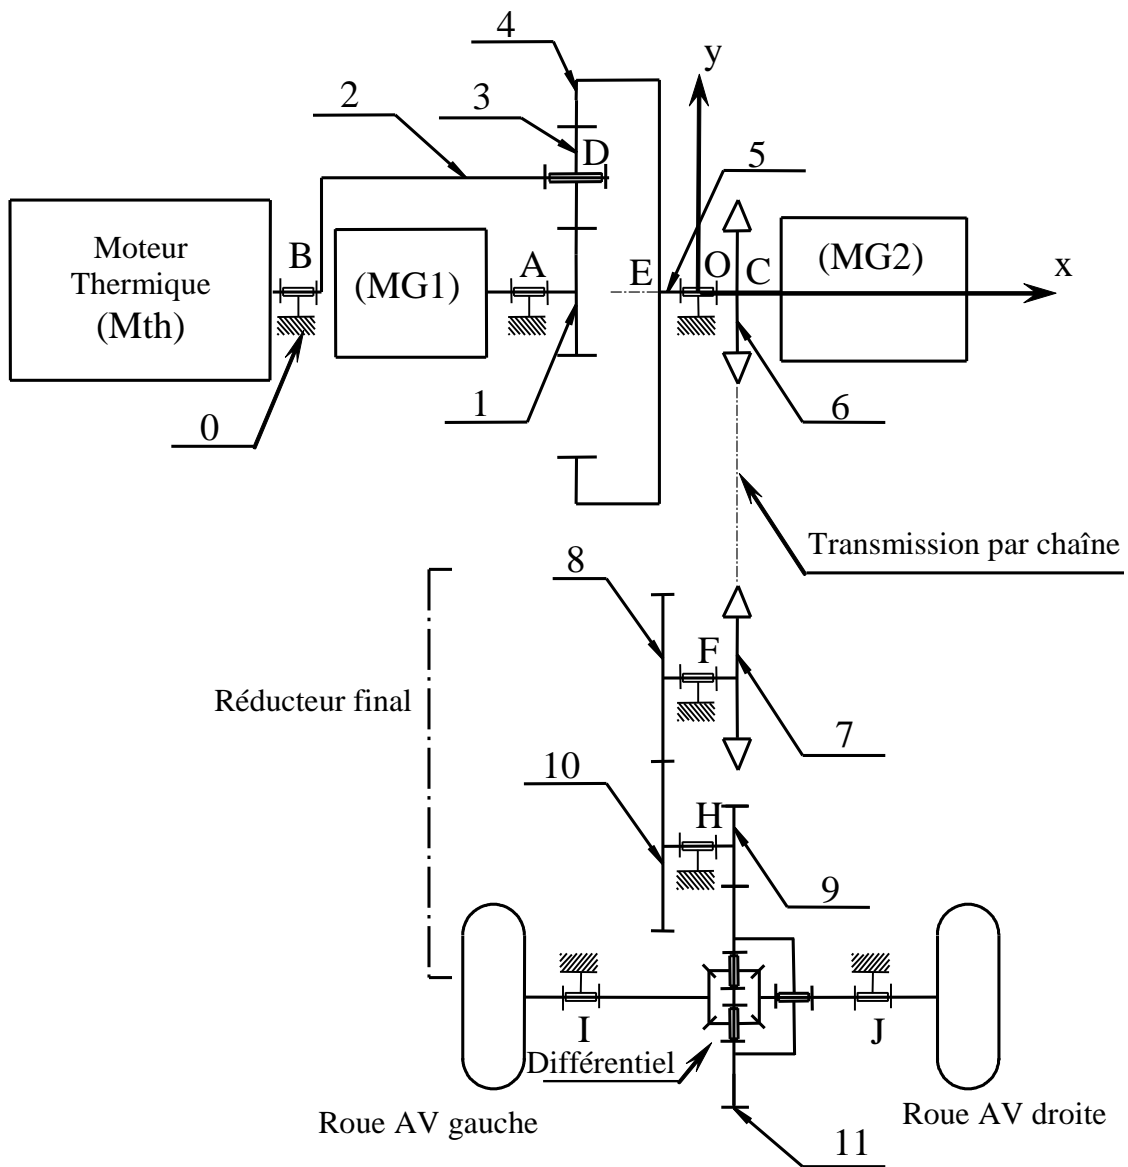 4
y
3
2
D
5
Moteur
Thermique
(Mth)
B
(MG1)
A
E
O
C
(MG2)
x
0
1
6
Transmission par chaîne
8
F
Réducteur final
7
10
H
9
I
J
Différentiel
Roue AV gauche
Roue AV droite
11